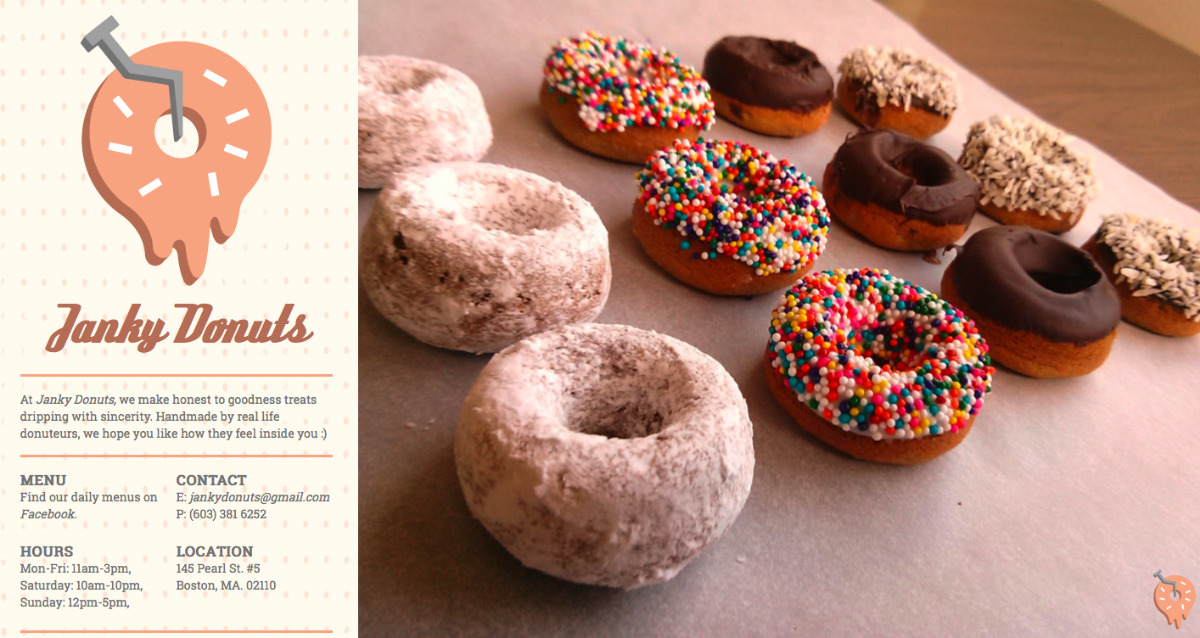 Janky Donuts
At Janky Donuts, we make honest to goodness treats
dripping with sincerity. Handmade by real life
donuteurs, we hope you like how they feel inside you :)
MENU
Find our daily menus on
Facebook.
CONTACT
E: jankydonuts@gmail.com
P: (603) 381 6252
HOURS
Mon-Fri: 11am-3pm,
Saturday: 10am-10pm,
Sunday: 12pm-5pm,
LOCATION
145 Pearl St. #5
Boston, MA. 02110